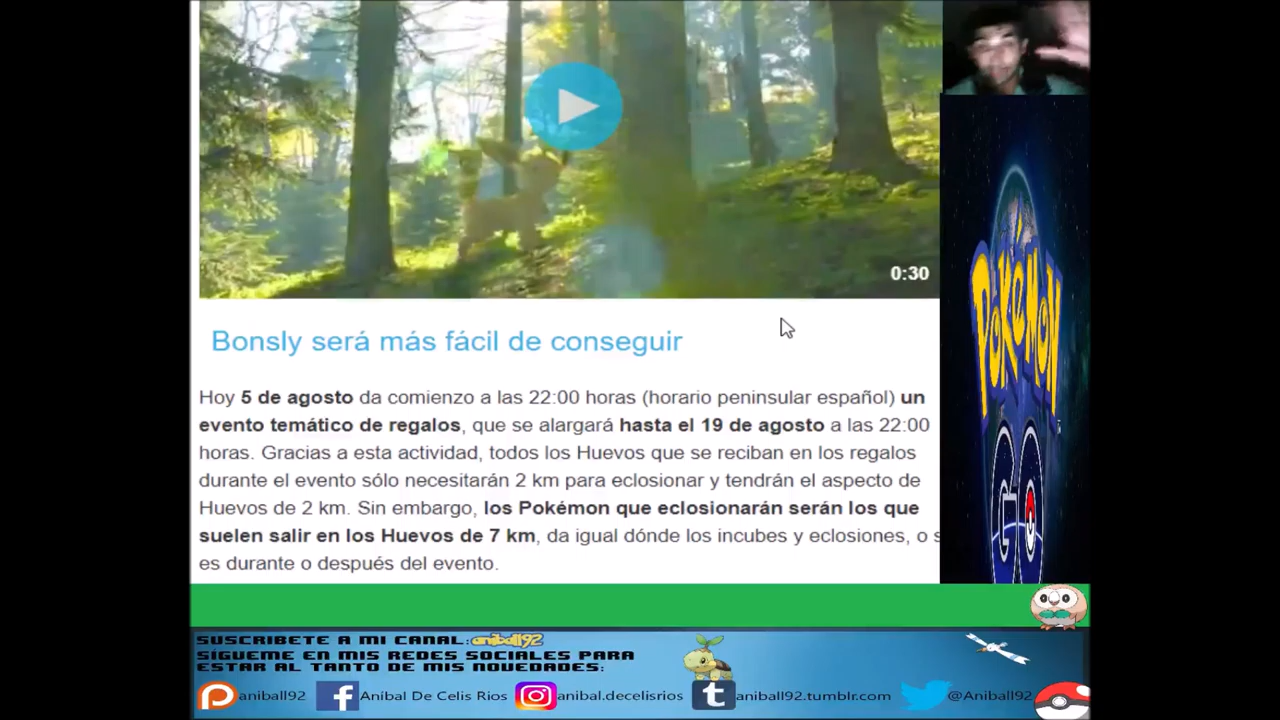 0:30
Bonsly será más fácil de conseguir
Hoy 5 de agosto da comienzo a las 22:00 horas (horario peninsular español) un
evento temático de regalos, que se alargará hasta el 19 de agosto a las 22:00
horas. Gracias a esta actividad, todos los Huevos que se reciban en los regalos
durante el evento sólo necesitarán 2 km para eclosionar y tendrán el aspecto de
Huevos de 2 km. Sin embargo, los Pokémon que eclosionarán serán los que
suelen salir en los Huevos de 7 km, da igual dónde los incubes y eclosiones, o s
es durante o después del evento.
POKÉMON
GO
SUSCRIBETE A MI CANAL: aniball92
SÍGUEME EN MIS REDES SOCIALES PARA
ESTAR AL TANTO DE MIS NOVEDADES:
aniball92 Aníbal De Celis Rios anibal.decelisrios aniball92.tumblr.com @Aniball92